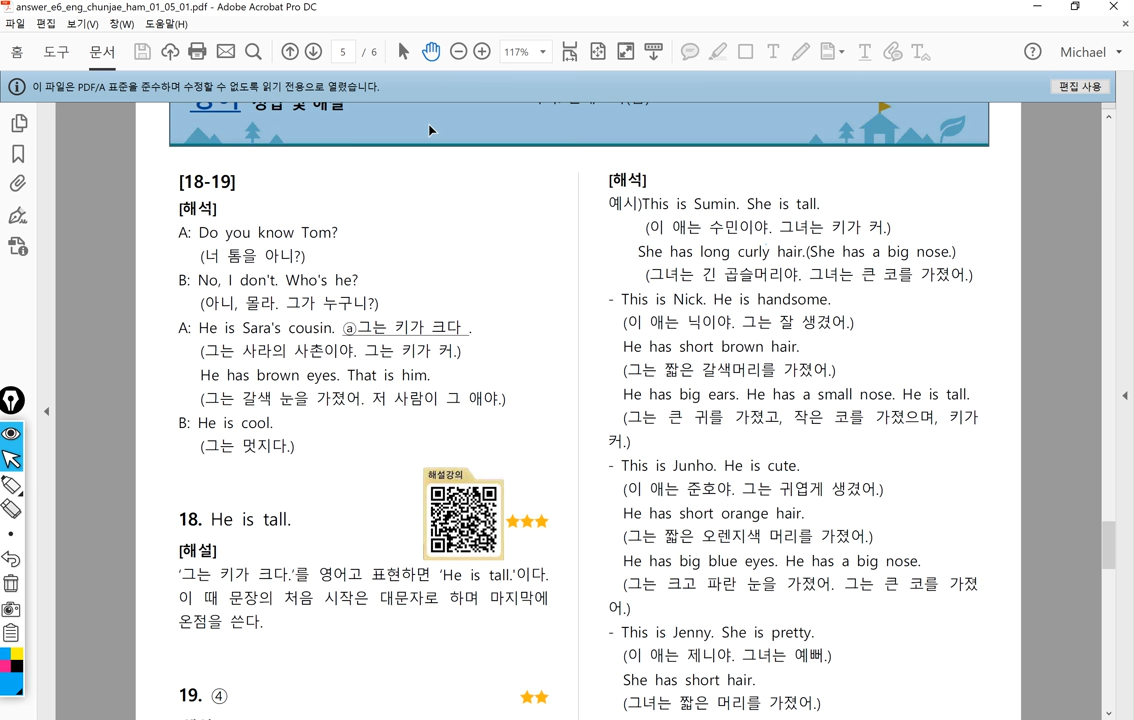 answer_e6_eng_chunjae_ham_01_05_01.pdf - Adobe Acrobat Pro DC
파일 편집 보기(V) 창(W) 도움말(H)
홈 도구 문서 5 / 6 117% Michael
이 파일은 PDF/A 표준을 준수하며 수정할 수 없도록 읽기 전용으로 열렸습니다. 편집 사용
[18-19]
[해석]
A: Do you know Tom?
(너 톰을 아니?)
B: No, I don't. Who's he?
(아니, 몰라. 그가 누구니?)
A: He is Sara's cousin. ⓐ그는 키가 크다 .
(그는 사라의 사촌이야. 그는 키가 커.)
He has brown eyes. That is him.
(그는 갈색 눈을 가졌어. 저 사람이 그 애야.)
B: He is cool.
(그는 멋지다.)
해설강의
18. He is tall. ★★★
[해설]
‘그는 키가 크다.’를 영어고 표현하면 ‘He is tall.'이다.
이 때 문장의 처음 시작은 대문자로 하며 마지막에
온점을 쓴다.
19. ④ ★★
[해석]
예시)This is Sumin. She is tall.
(이 애는 수민이야. 그녀는 키가 커.)
She has long curly hair.(She has a big nose.)
(그녀는 긴 곱슬머리야. 그녀는 큰 코를 가졌어.)
- This is Nick. He is handsome.
(이 애는 닉이야. 그는 잘 생겼어.)
He has short brown hair.
(그는 짧은 갈색머리를 가졌어.)
He has big ears. He has a small nose. He is tall.
(그는 큰 귀를 가졌고, 작은 코를 가졌으며, 키가
커.)
- This is Junho. He is cute.
(이 애는 준호야. 그는 귀엽게 생겼어.)
He has short orange hair.
(그는 짧은 오렌지색 머리를 가졌어.)
He has big blue eyes. He has a big nose.
(그는 크고 파란 눈을 가졌어. 그는 큰 코를 가졌
어.)
- This is Jenny. She is pretty.
(이 애는 제니야. 그녀는 예뻐.)
She has short hair.
(그녀는 짧은 머리를 가졌어.)